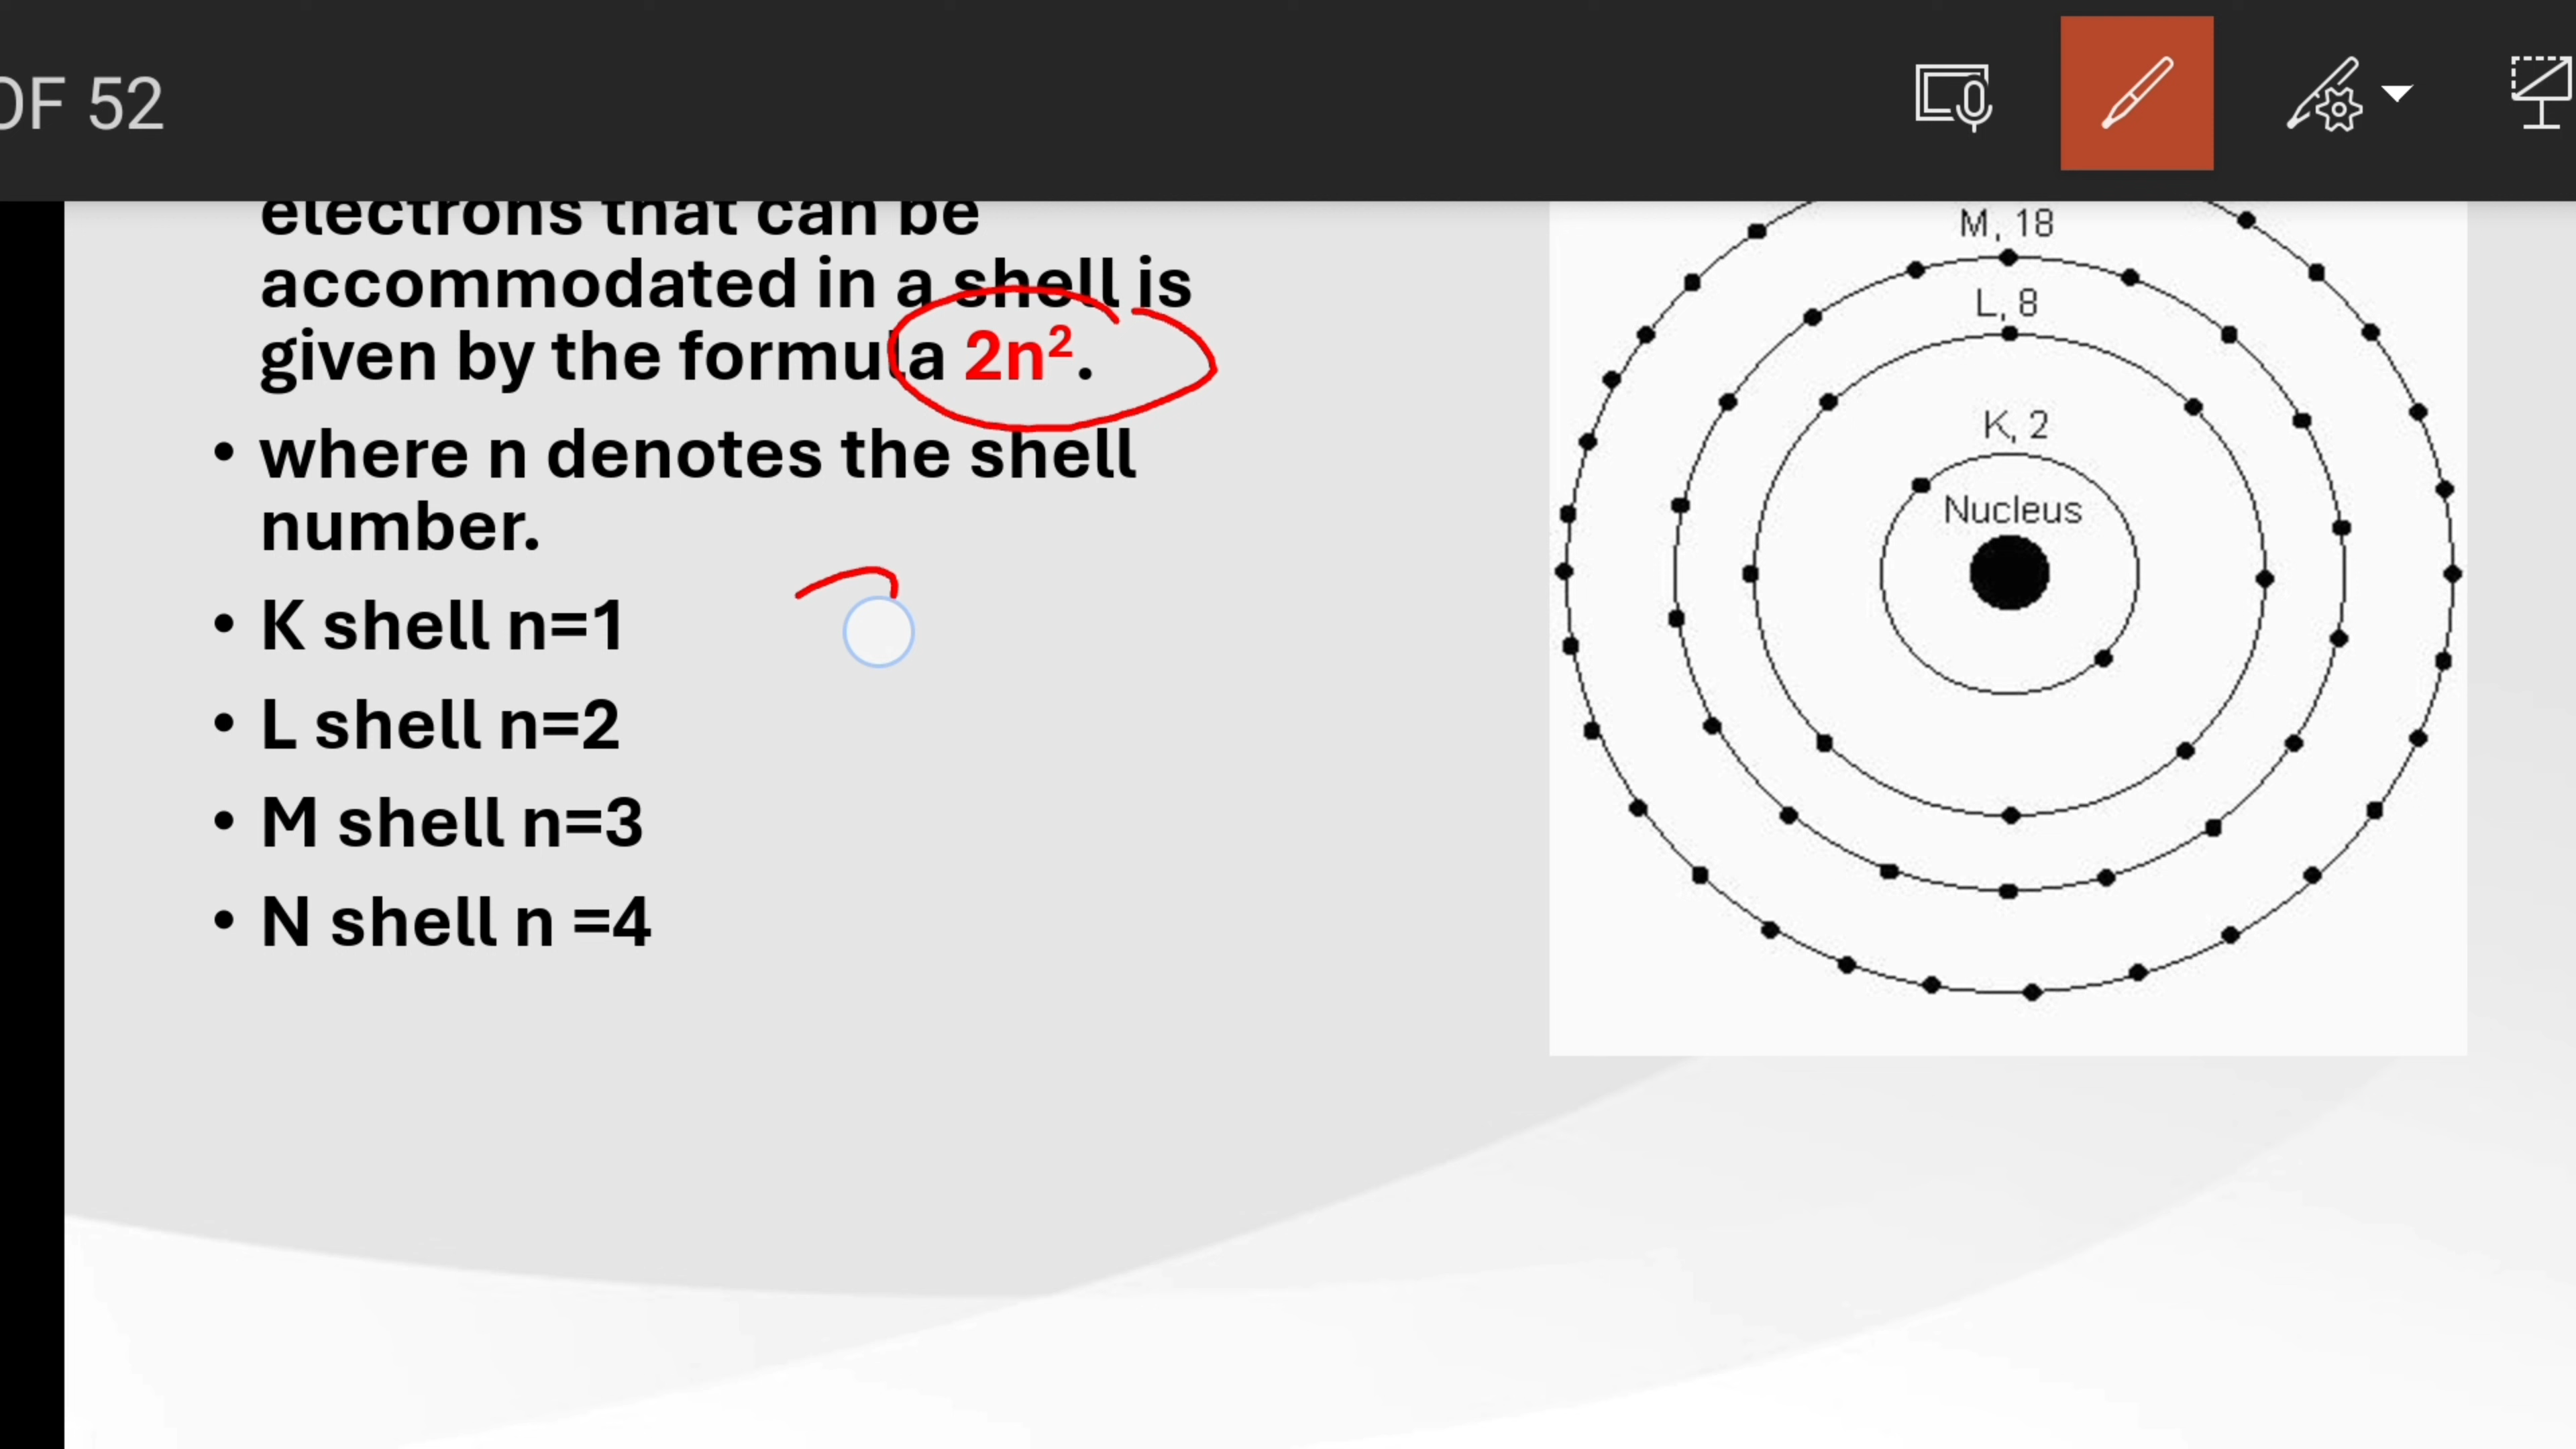 OF 52
electrons that can be
accommodated in a shell is
given by the formula 2n².
• where n denotes the shell
number.
• K shell n=1
• L shell n=2
• M shell n=3
• N shell n =4
M, 18
L, 8
K, 2
Nucleus